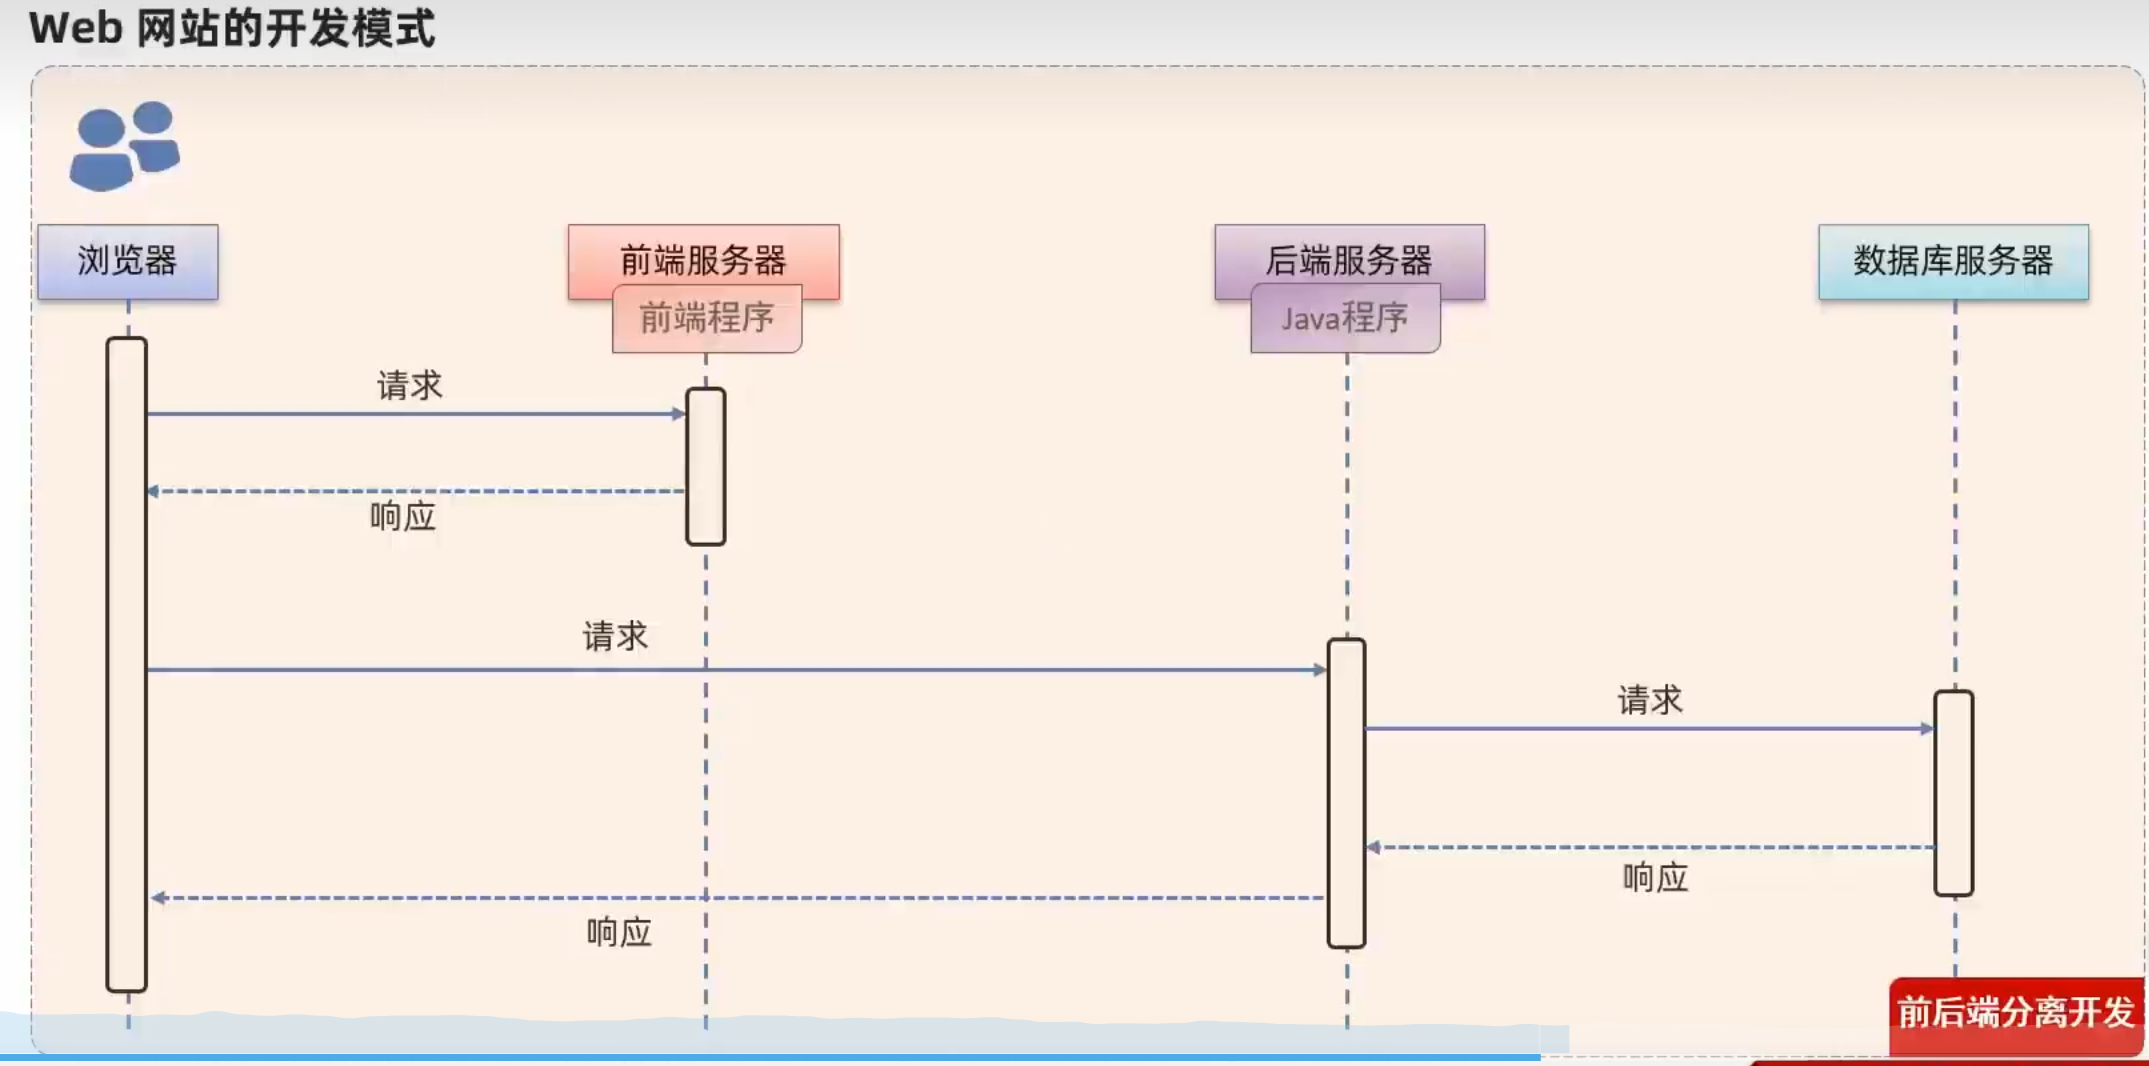 Web 网站的开发模式
浏览器
前端服务器
后端服务器
数据库服务器
前端程序
Java程序
请求
响应
请求
请求
响应
响应
前后端分离开发